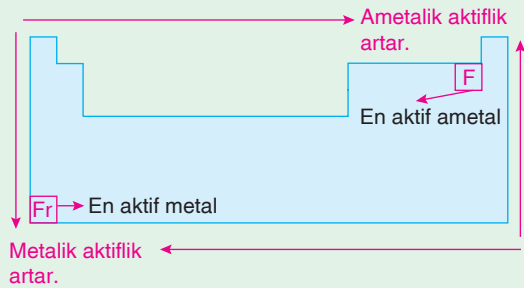 Ametalik aktiflik
artar.
F
En aktif ametal
Fr
En aktif metal
Metalik aktiflik
artar.